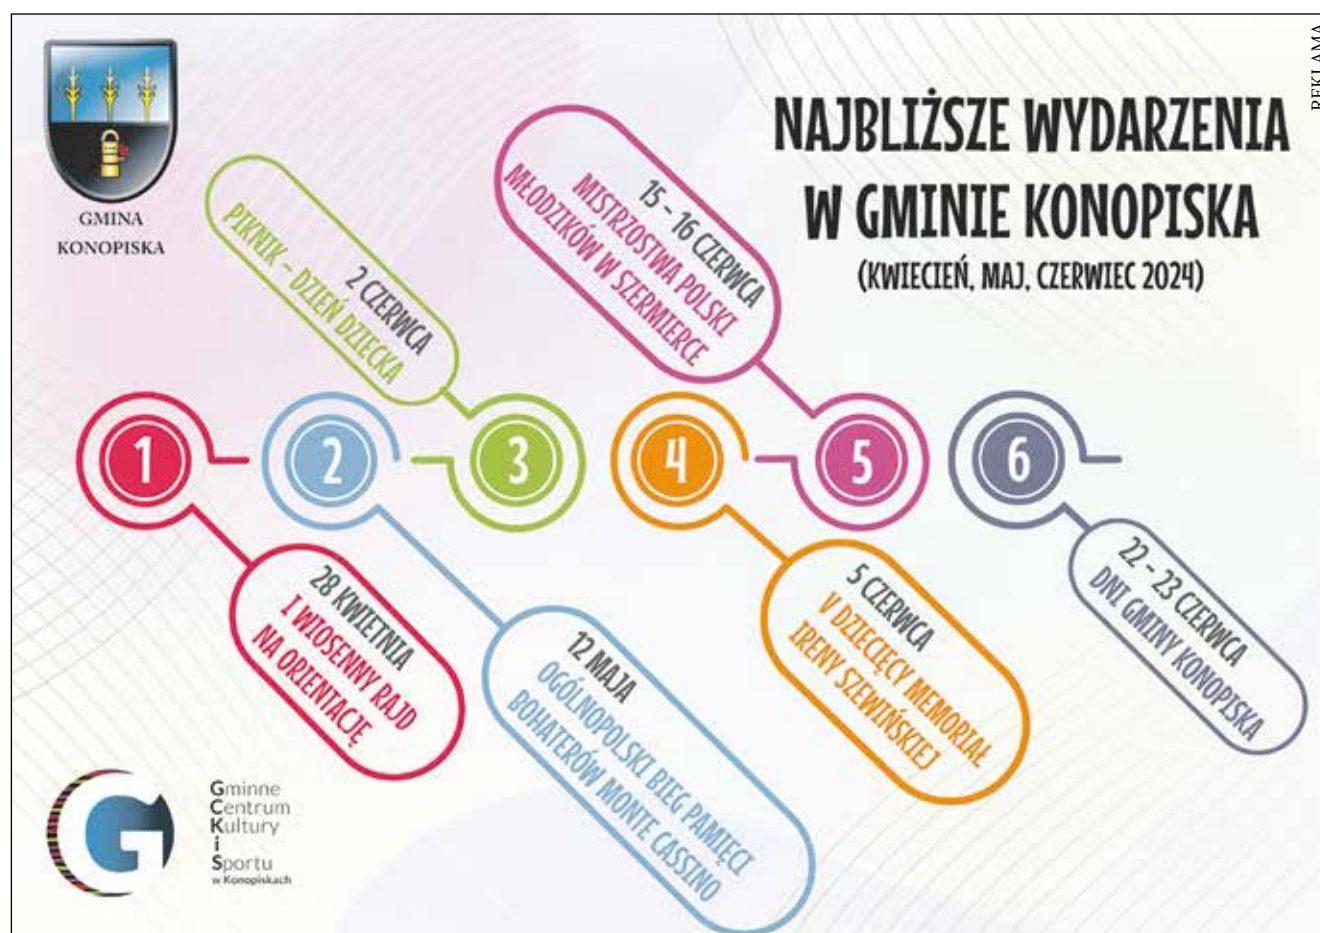 REKLAMA
GMINA
KONOPISKA
NAJBLIŻSZE WYDARZENIA
W GMINIE KONOPISKA
(KWIECIEŃ, MAJ, CZERWIEC 2024)
1
28 KWIETNIA
I WIOSENNY RAJD
NA ORIENTACJĘ
2
12 MAJA
OGÓLNOPOLSKI BIEG PAMIĘCI
BOHATERÓW MONTE CASSINO
3
2 CZERWCA
PIKNIK - DZIEŃ DZIECKA
4
5 CZERWCA
V DZIECIĘCY MEMORIAŁ
IRENY SZEWIŃSKIEJ
5
15 - 16 CZERWCA
MISTRZOSTWA POLSKI
MŁODZIKÓW W SZERMIERCE
6
22 - 23 CZERWCA
DNI GMINY KONOPISKA
G
Gminne
Centrum
Kultury
i
Sportu
w Konopiskach